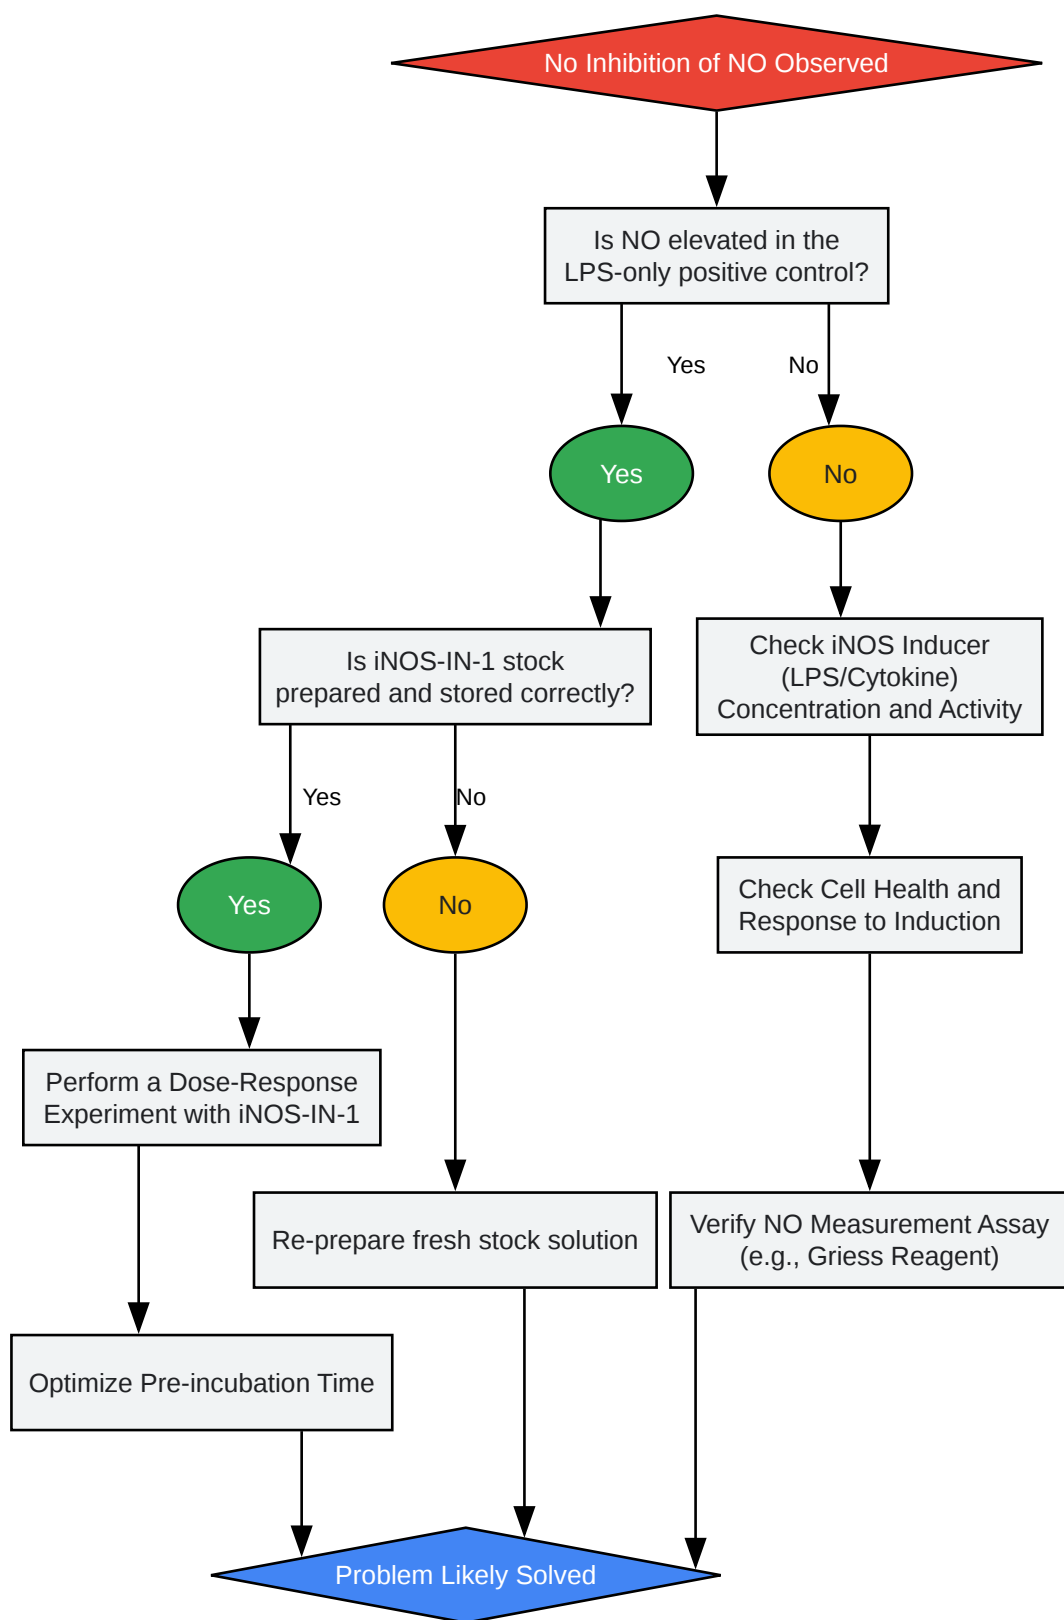 No Inhibition of NO Observed
Is NO elevated in the
LPS-only positive control?
Yes
No
Yes
No
Is iNOS-IN-1 stock
prepared and stored correctly?
Check iNOS Inducer
(LPS/Cytokine)
Concentration and Activity
Yes
No
Yes
No
Check Cell Health and
Response to Induction
Perform a Dose-Response
Experiment with iNOS-IN-1
Re-prepare fresh stock solution
Verify NO Measurement Assay
(e.g., Griess Reagent)
Optimize Pre-incubation Time
Problem Likely Solved